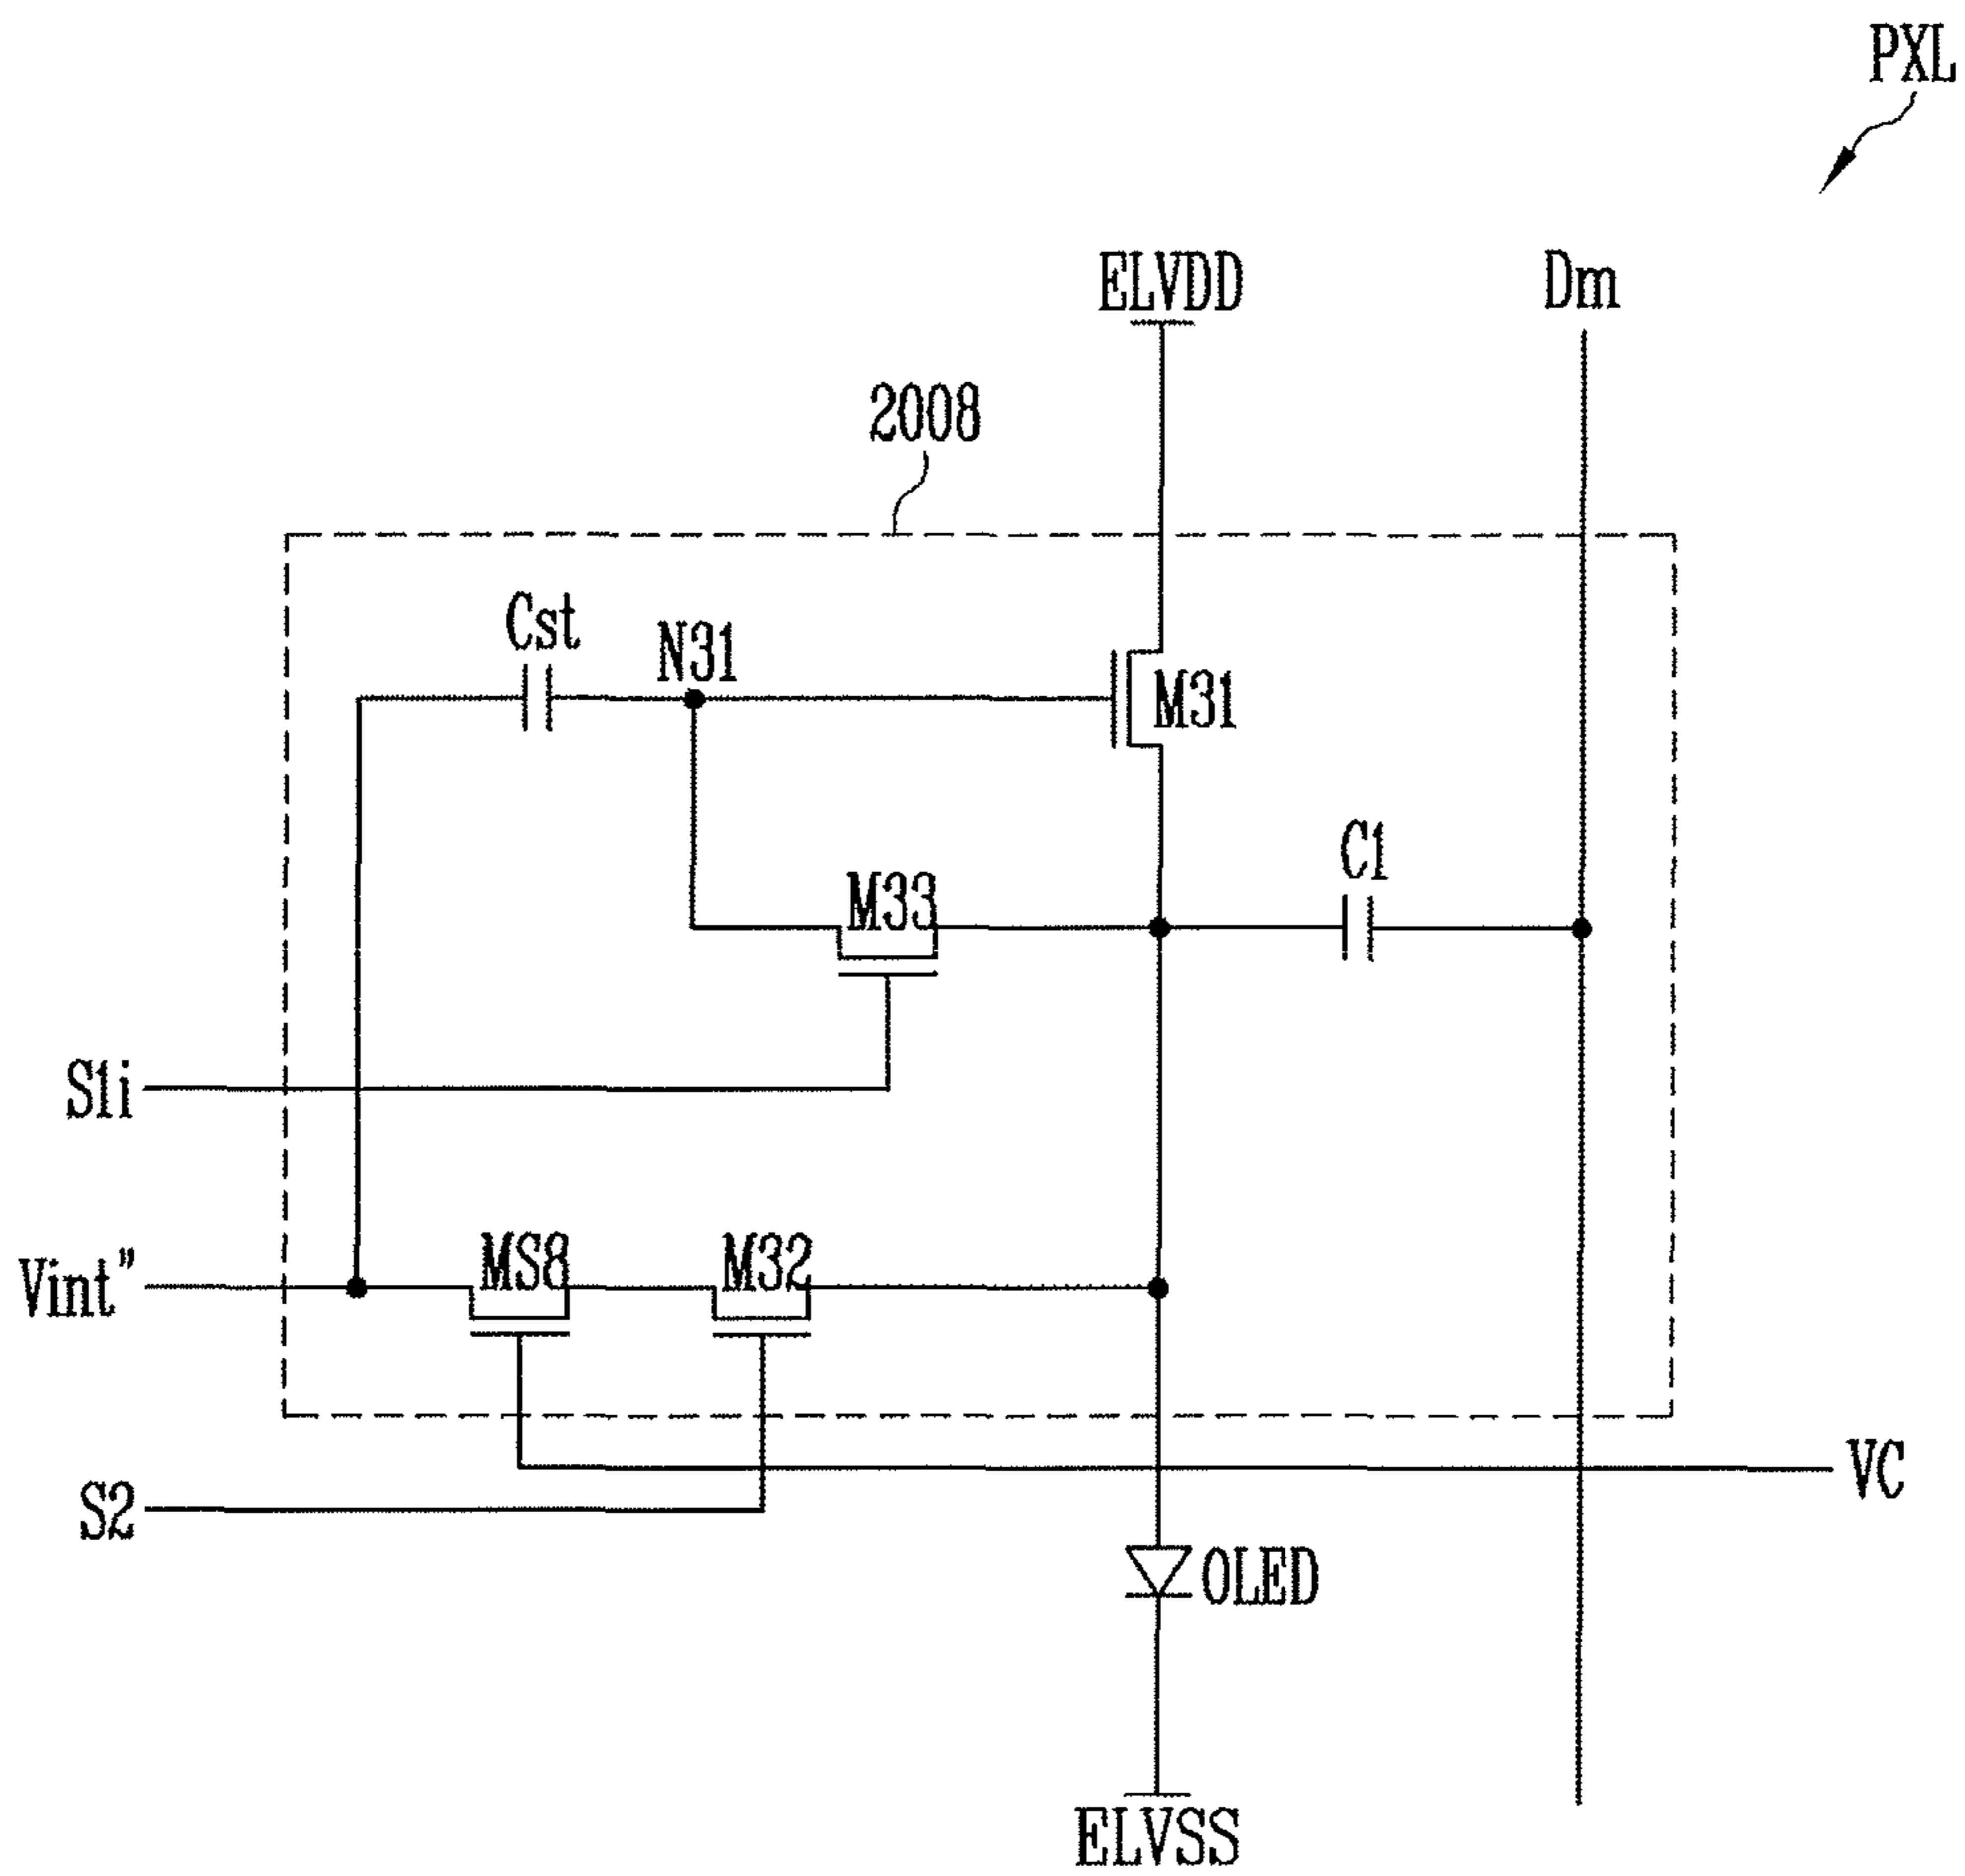 PXL
ELVDD
Dm
2008
Cst
N31
M31
C1
M33
S1i
Vint"
MS8
M32
VC
S2
OLED
ELVSS